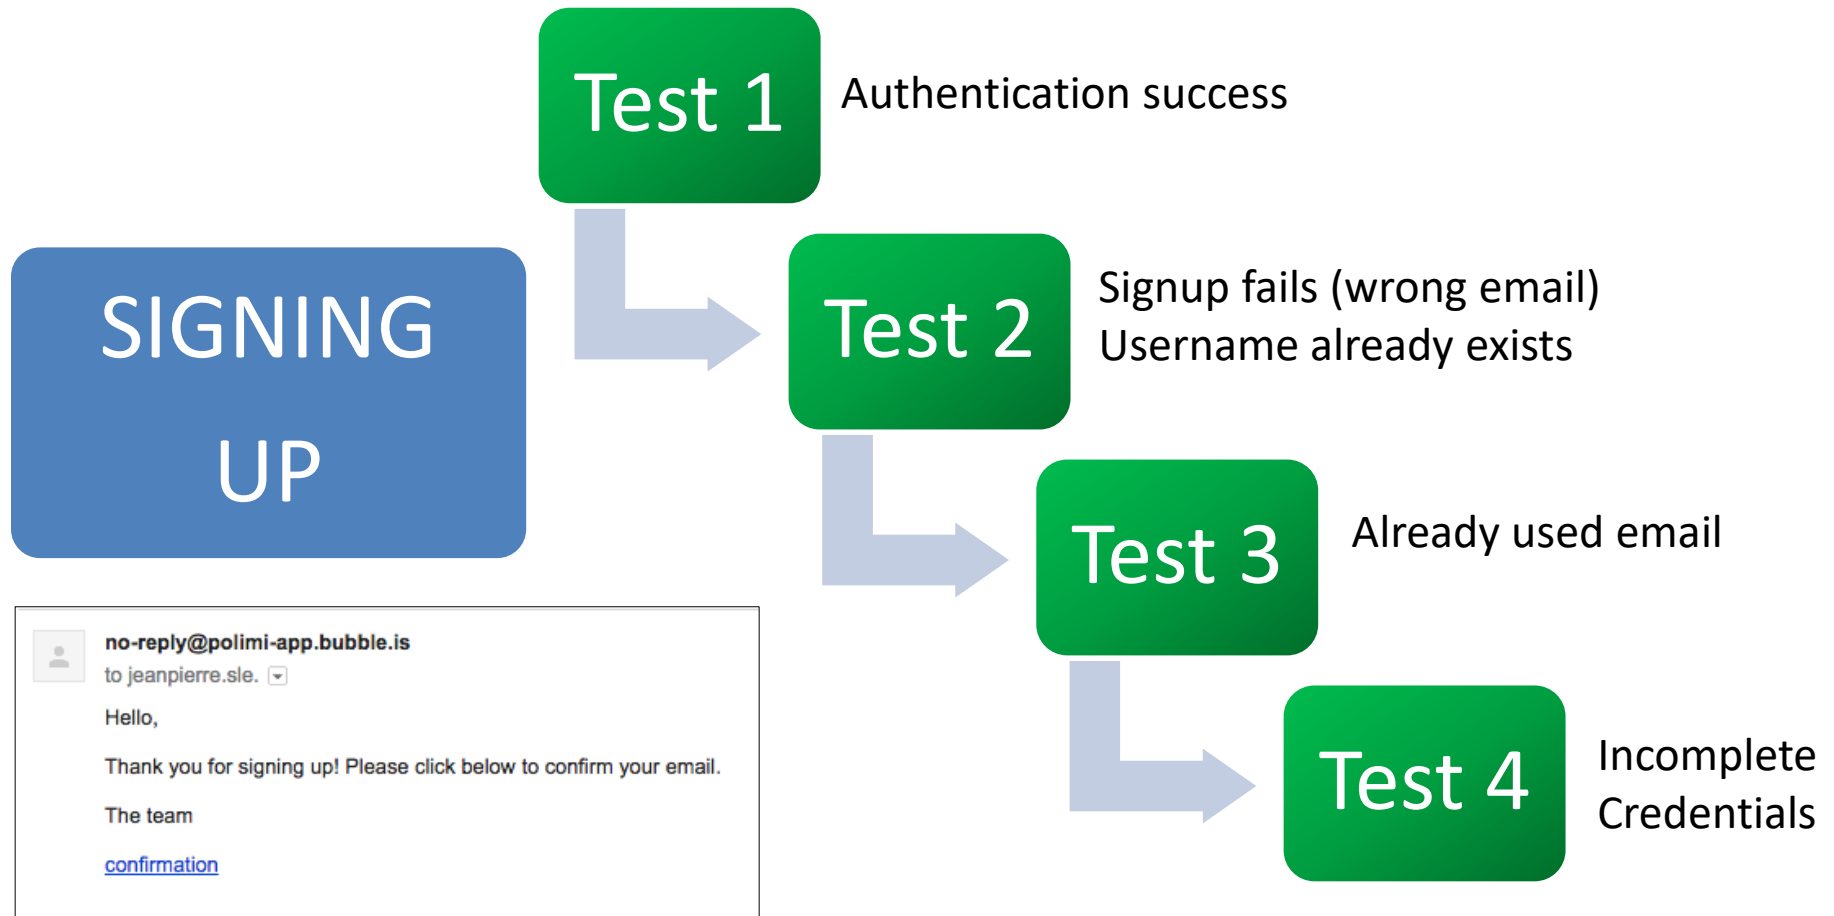 Test 1
Authentication success
SIGNING
UP
Test 2
Signup fails (wrong email)
Username already exists
Test 3
Already used email
Test 4
Incomplete
Credentials
no-reply@polimi-app.bubble.is
to jeanpierre.sle.
Hello,
Thank you for signing up! Please click below to confirm your email.
The team
confirmation